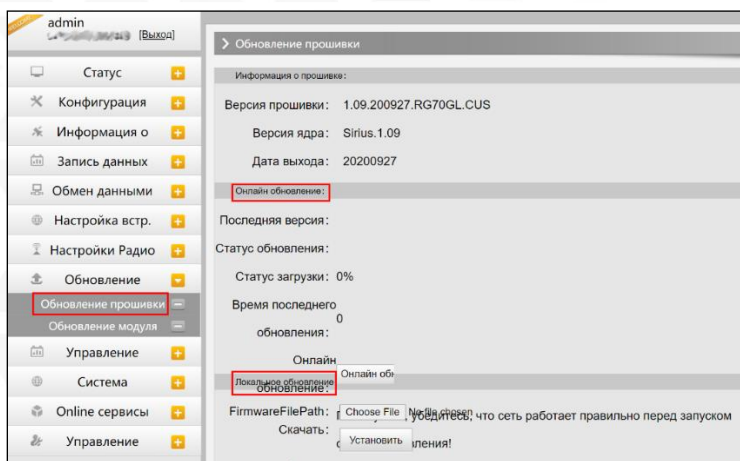 admin
[Выход]
Статус
Конфигурация
Информация о
Запись данных
Обмен данными
Настройка встр.
Настройки Радио
Обновление
Обновление прошивки
Обновление модуля
Управление
Система
Online сервисы
Управление
Обновление прошивки
Информация о прошивке:
Версия прошивки: 1.09.200927.RG70GL.CUS
Версия ядра: Sirius.1.09
Дата выхода: 20200927
Онлайн обновление:
Последняя версия:
Статус обновления:
Статус загрузки: 0%
Время последнего
0
обновления:
Онлайн
Онлайн об
обновление:
Локальное обновление
FirmwareFilePath: Choose File No file chosen убедитесь, что сеть работает правильно перед запуском
Скачать: Установить ления!